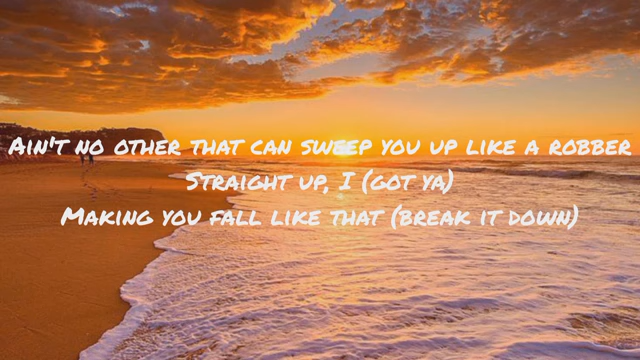 Ain't no other that can sweep you up like a robber
Straight up, I (got ya)
Making you fall like that (break it down)